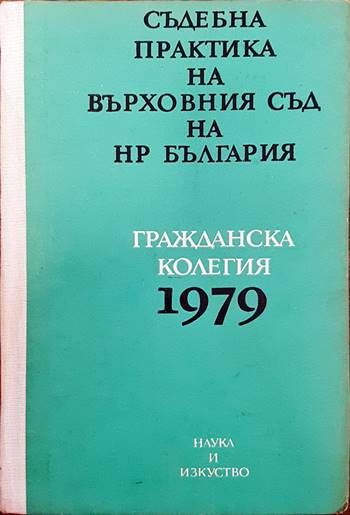 СЪДЕБНА
ПРАКТИКА
НА
ВЪРХОВНИЯ СЪД
НА
НР БЪЛГАРИЯ
ГРАЖДАНСКА
КОЛЕГИЯ
1979
НАУКА
И
ИЗКУСТВО